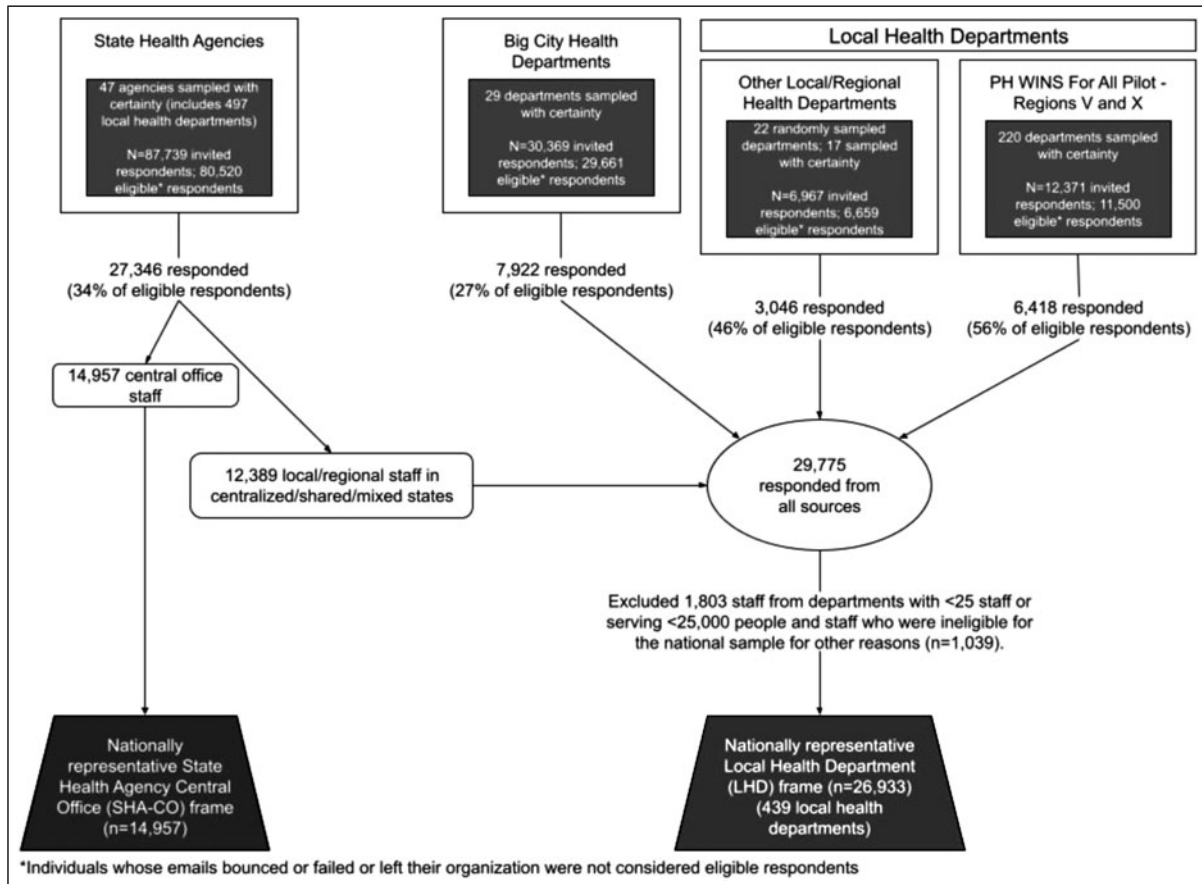 State Health Agencies
47 agencies sampled with
certainty (includes 497
local health departments)
N=87,739 invited
respondents; 80,520
eligible* respondents
27,346 responded
(34% of eligible respondents)
14,957 central office
staff
12,389 local/regional staff in
centralized/shared/mixed states
Big City Health
Departments
29 departments sampled
with certainty
N=30,369 invited
respondents; 29,661
eligible* respondents
7,922 responded
(27% of eligible respondents)
Local Health Departments
Other Local/Regional
Health Departments
22 randomly sampled
departments; 17 sampled
with certainty
N=6,967 invited
respondents; 6,659
eligible* respondents
3,046 responded
(46% of eligible respondents)
PH WINS For All Pilot -
Regions V and X
220 departments sampled
with certainty
N=12,371 invited
respondents; 11,500
eligible* respondents
6,418 responded
(56% of eligible respondents)
29,775
responded from
all sources
Excluded 1,803 staff from departments with <25 staff or
serving <25,000 people and staff who were ineligible for
the national sample for other reasons (n=1,039).
Nationally
representative State
Health Agency Central
Office (SHA-CO) frame
(n=14,957)
Nationally representative
Local Health Department
(LHD) frame (n=26,933)
(439 local health
departments)
*Individuals whose emails bounced or failed or left their organization were not considered eligible respondents